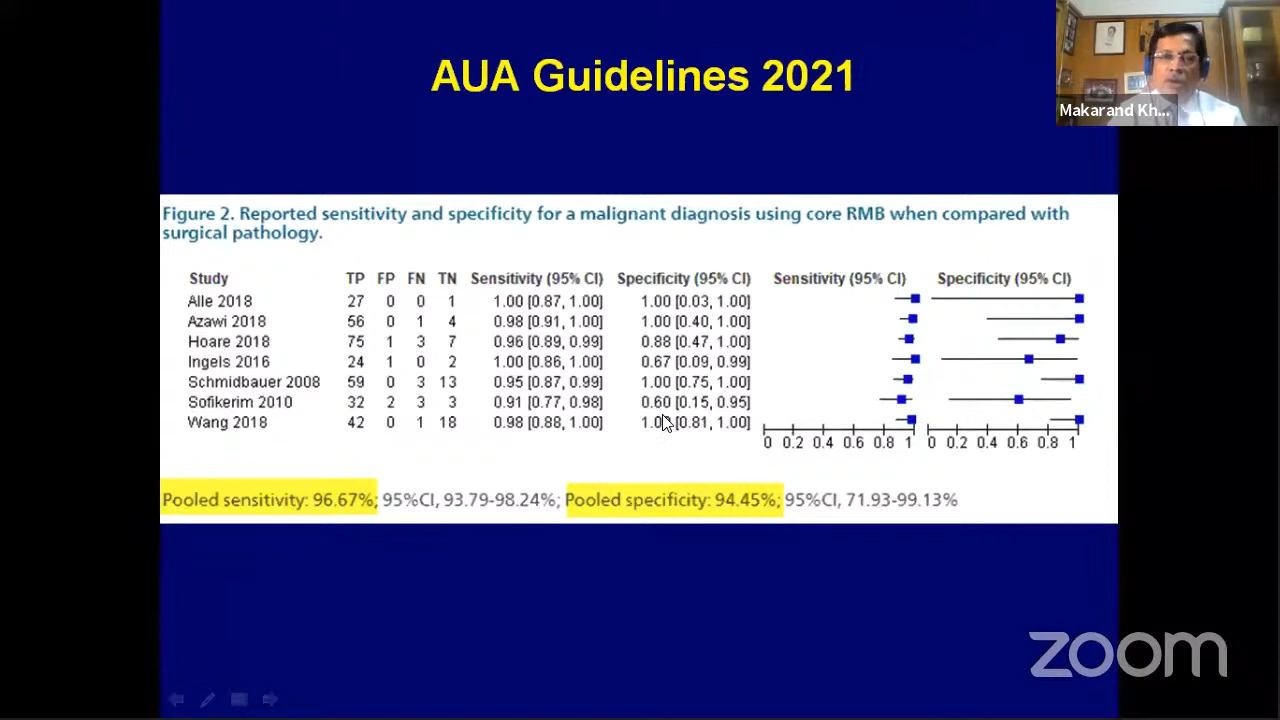 AUA Guidelines 2021
Makarand Kh...
Figure 2. Reported sensitivity and specificity for a malignant diagnosis using core RMB when compared with
surgical pathology.
Study TP FP FN TN Sensitivity (95% CI) Specificity (95% CI) Sensitivity (95% CI) Specificity (95% CI)
Alle 2018 27 0 0 1 1.00 [0.87, 1.00] 1.00 [0.03, 1.00]
Azawi 2018 56 0 1 4 0.98 [0.91, 1.00] 1.00 [0.40, 1.00]
Hoare 2018 75 1 3 7 0.96 [0.89, 0.99] 0.88 [0.47, 1.00]
Ingels 2016 24 1 0 2 1.00 [0.86, 1.00] 0.67 [0.09, 0.99]
Schmidbauer 2008 59 0 3 13 0.95 [0.87, 0.99] 1.00 [0.75, 1.00]
Sofikerim 2010 32 2 3 3 0.91 [0.77, 0.98] 0.60 [0.15, 0.95]
Wang 2018 42 0 1 18 0.98 [0.88, 1.00] [0.81, 1.00]
0 0.2 0.4 0.6 0.8 1 0 0.2 0.4 0.6 0.8 1
Pooled sensitivity: 96.67%; 95%CI, 93.79-98.24%; Pooled specificity: 94.45%; 95%CI, 71.93-99.13%
zoom